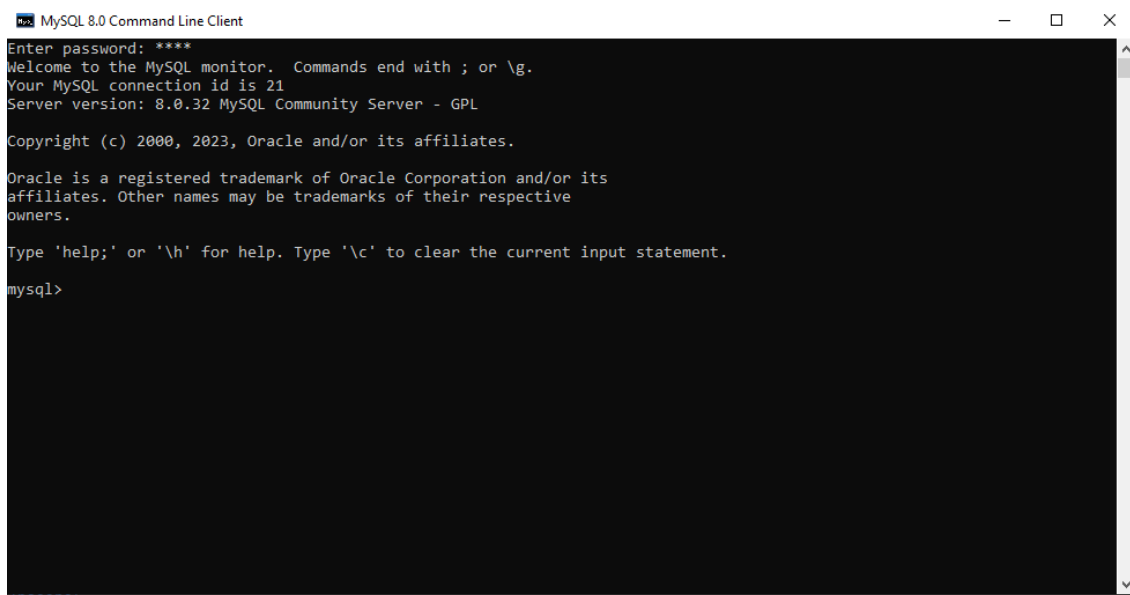 MySQL 8.0 Command Line Client
Enter password: ****
Welcome to the MySQL monitor.  Commands end with ; or \g.
Your MySQL connection id is 21
Server version: 8.0.32 MySQL Community Server - GPL
Copyright (c) 2000, 2023, Oracle and/or its affiliates.
Oracle is a registered trademark of Oracle Corporation and/or its
affiliates. Other names may be trademarks of their respective
owners.
Type 'help;' or '\h' for help. Type '\c' to clear the current input statement.
mysql>